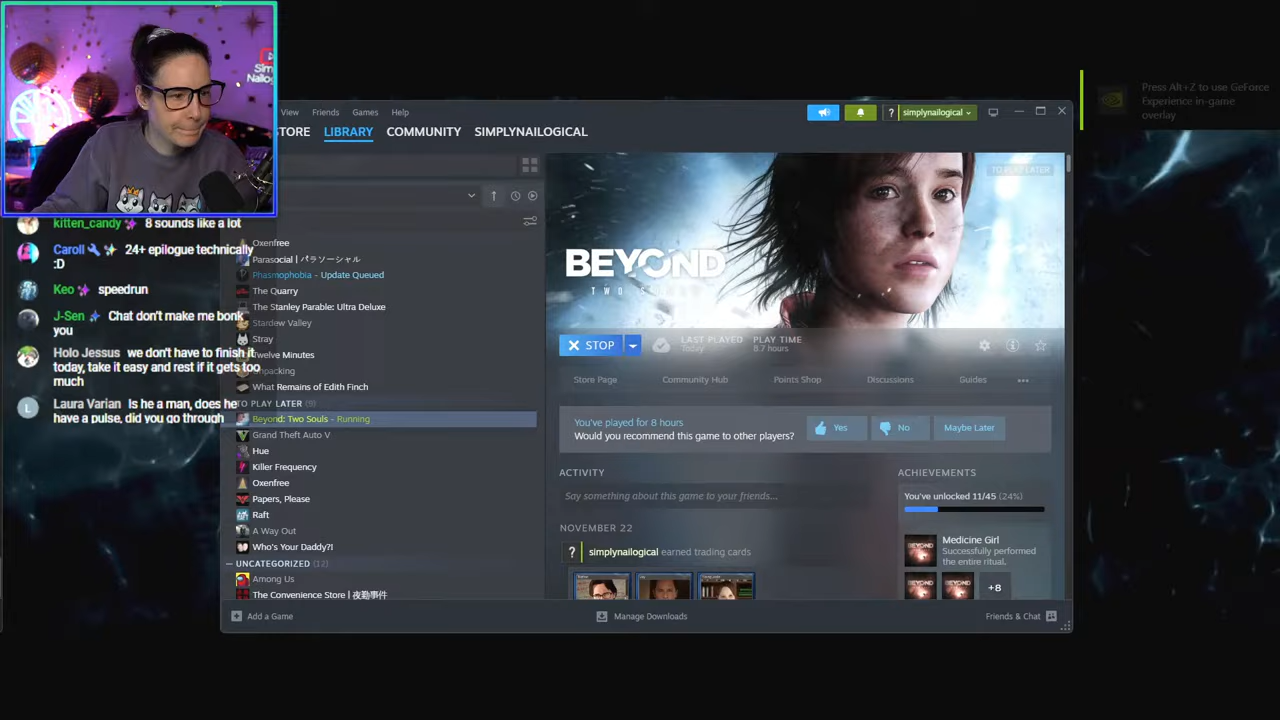 Sim
Nailog
kitten_candy 8 sounds like a lot
Caroll 24+ epilogue technically
:D
Keo speedrun
J-Sen Chat don't make me bonk
you
Holo Jessus we don't have to finish it
today, take it easy and rest if it gets too
much
L
Laura Varian Is he a man, does he
have a pulse, did you go through
View Friends Games Help
simplynailogical
STORE LIBRARY COMMUNITY SIMPLYNAILOGICAL
Oxenfree
Parasocial | パラソーシャル
Phasmophobia - Update Queued
The Quarry
The Stanley Parable: Ultra Deluxe
Stardew Valley
Stray
Twelve Minutes
Unpacking
What Remains of Edith Finch
TO PLAY LATER (9)
Beyond: Two Souls - Running
Grand Theft Auto V
Hue
Killer Frequency
Oxenfree
Papers, Please
Raft
A Way Out
Who's Your Daddy?!
UNCATEGORIZED (12)
Among Us
The Convenience Store | 夜勤事件
Add a Game
TO PLAY LATER
BEYOND
TWO SOULS
STOP
LAST PLAYED
Today
PLAY TIME
8.7 hours
Store Page Community Hub Points Shop Discussions Guides
You've played for 8 hours
Would you recommend this game to other players?
Yes No Maybe Later
ACTIVITY
Say something about this game to your friends...
NOVEMBER 22
? simplynailogical earned trading cards
ACHIEVEMENTS
You've unlocked 11/45 (24%)
Medicine Girl
Successfully performed
the entire ritual.
+8
Manage Downloads
Friends & Chat
Press Alt+Z to use GeForce
Experience in-game
overlay